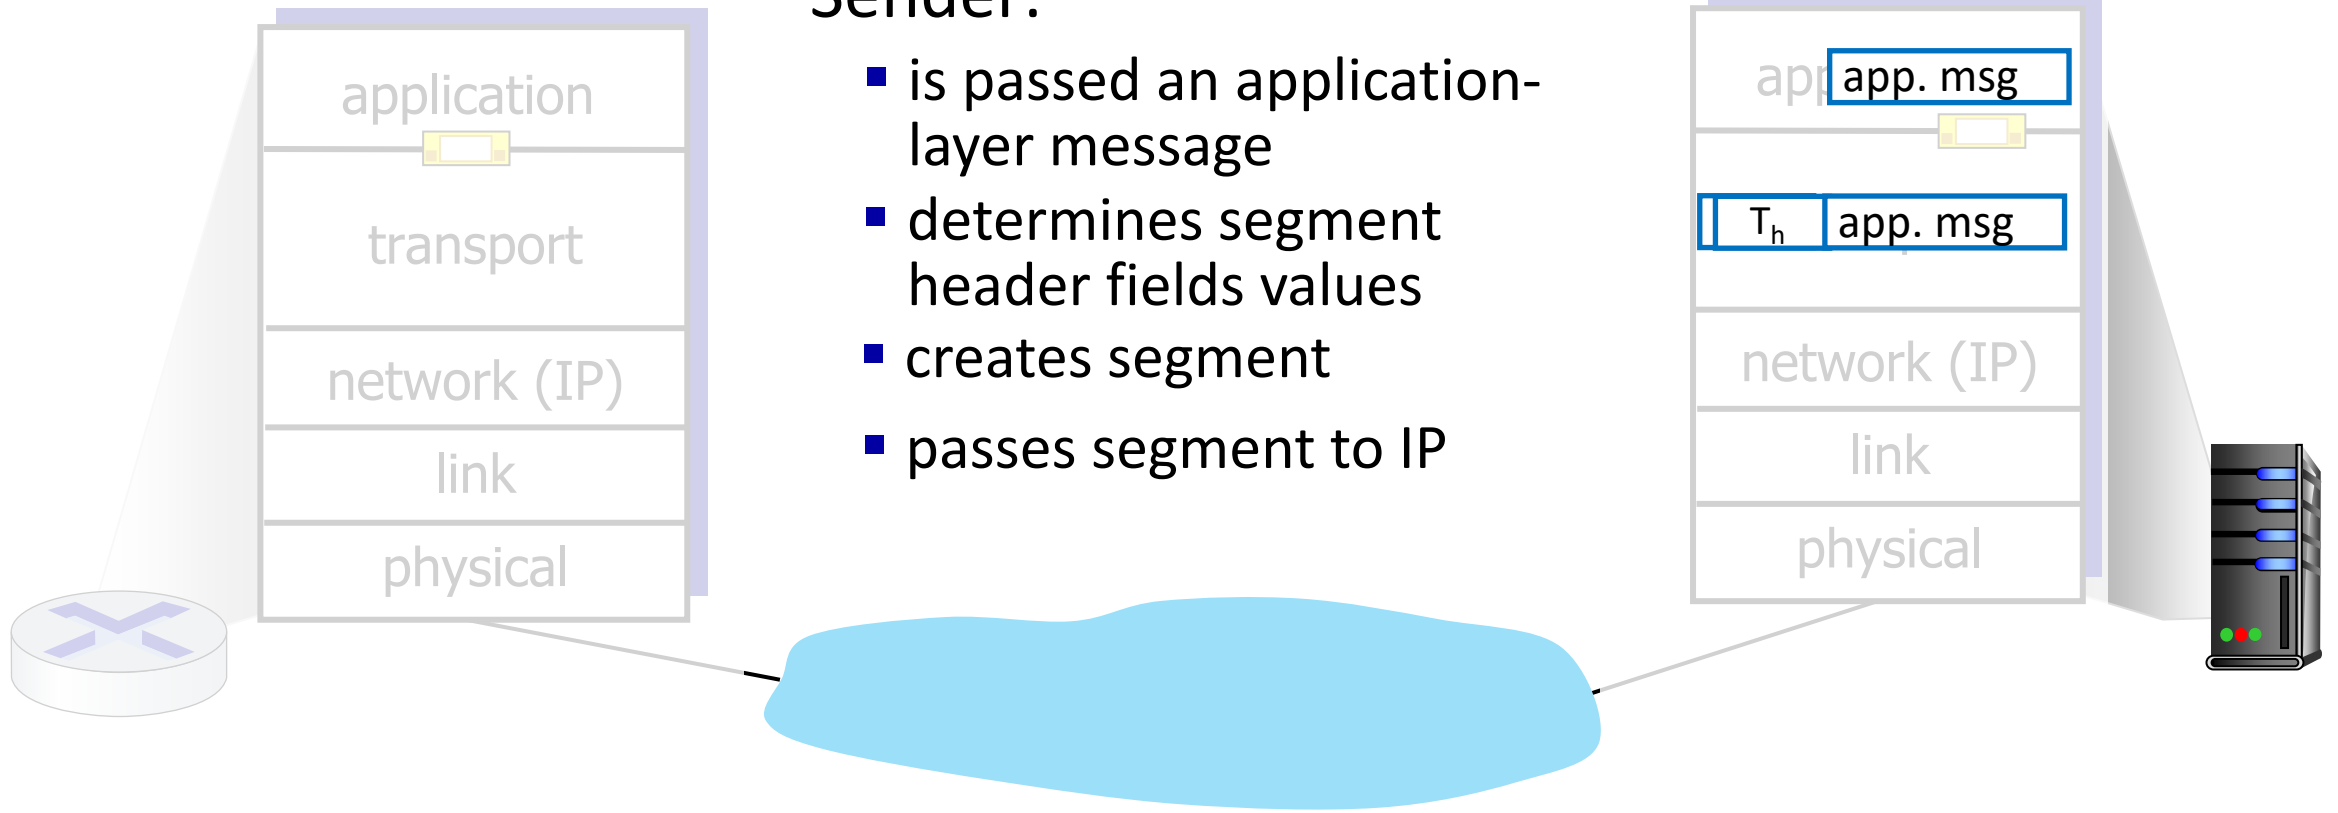 Sender:
is passed an application-
layer message
determines segment
header fields values
creates segment
passes segment to IP
application
transport
network (IP)
link
physical
app. msg
Th app. msg
network (IP)
link
physical